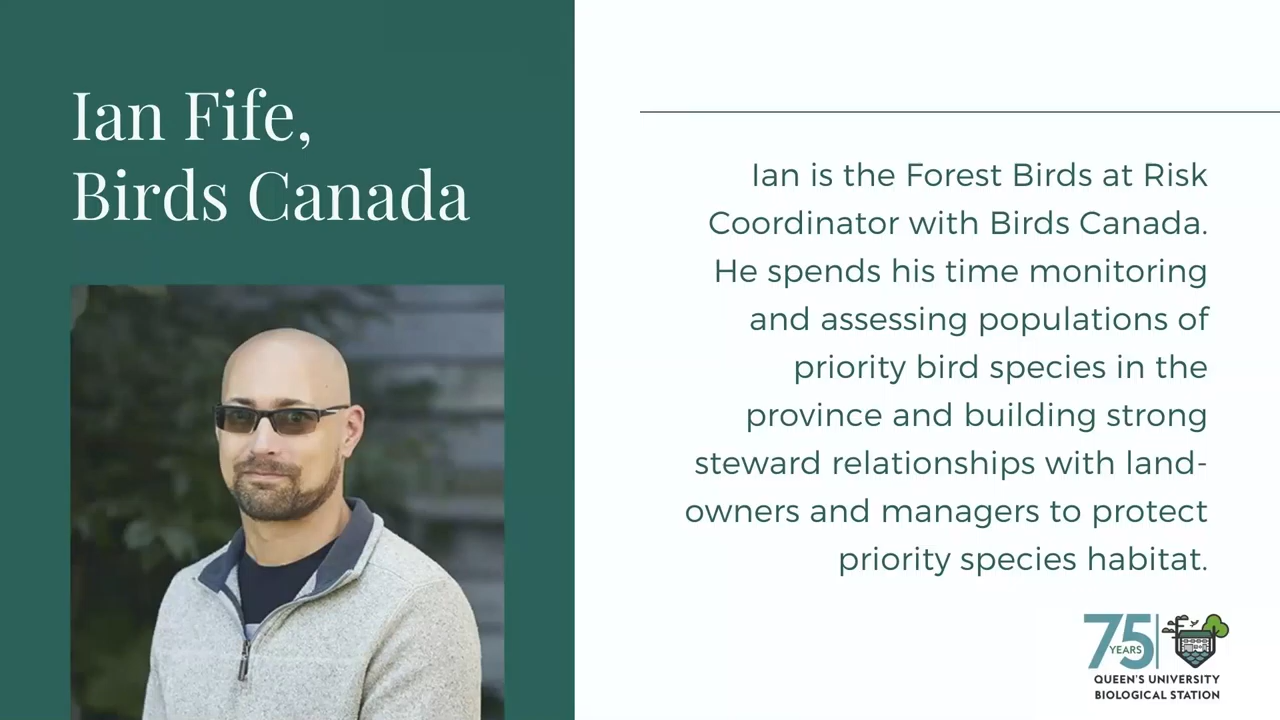 Ian Fife,
Birds Canada
Ian is the Forest Birds at Risk
Coordinator with Birds Canada.
He spends his time monitoring
and assessing populations of
priority bird species in the
province and building strong
steward relationships with land-
owners and managers to protect
priority species habitat.
75
YEARS
QUEEN'S UNIVERSITY
BIOLOGICAL STATION